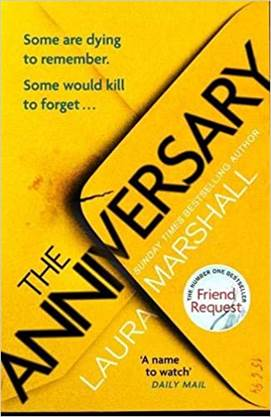 Some are dying
to remember.
Some would kill
to forget ...
THE
ANNIVERSARY
SUNDAY TIMES BESTSELLING AUTHOR
LAURA MARSHALL
THE NUMBER ONE BESTSELLER
Friend
Request
'A name
to watch'
DAILY MAIL